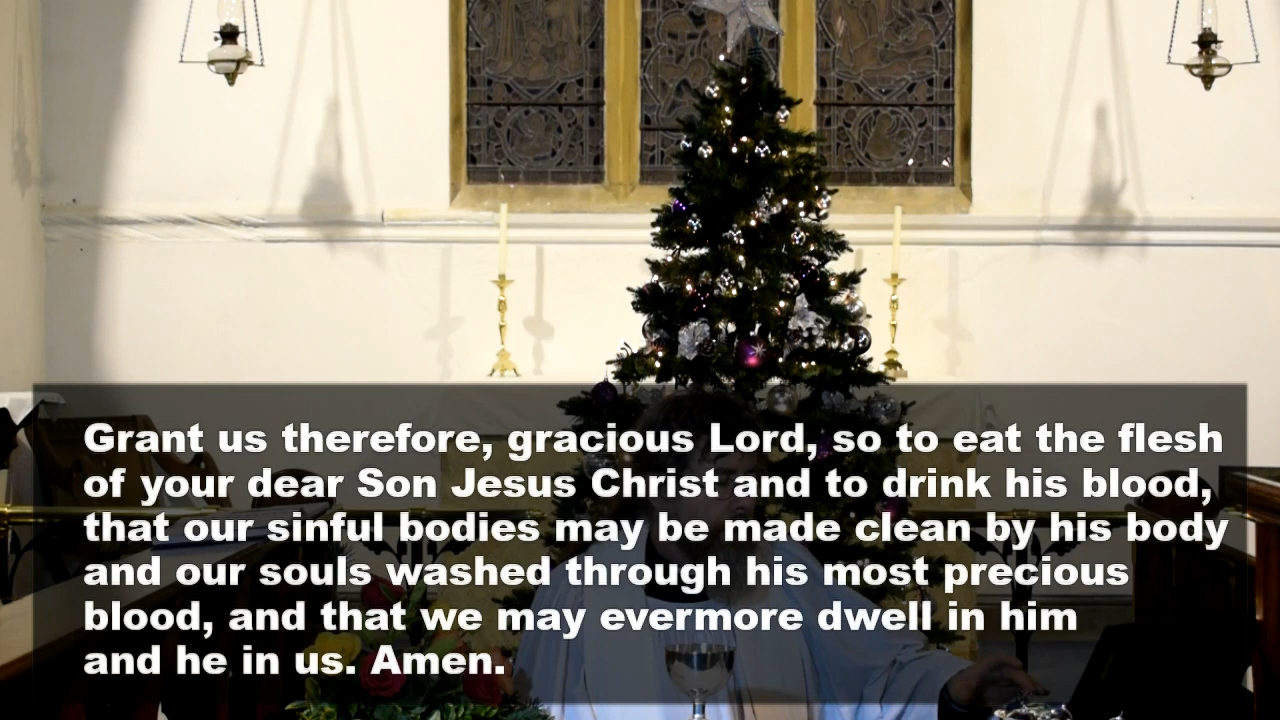 Grant us therefore, gracious Lord, so to eat the flesh
of your dear Son Jesus Christ and to drink his blood,
that our sinful bodies may be made clean by his body
and our souls washed through his most precious
blood, and that we may evermore dwell in him
and he in us. Amen.